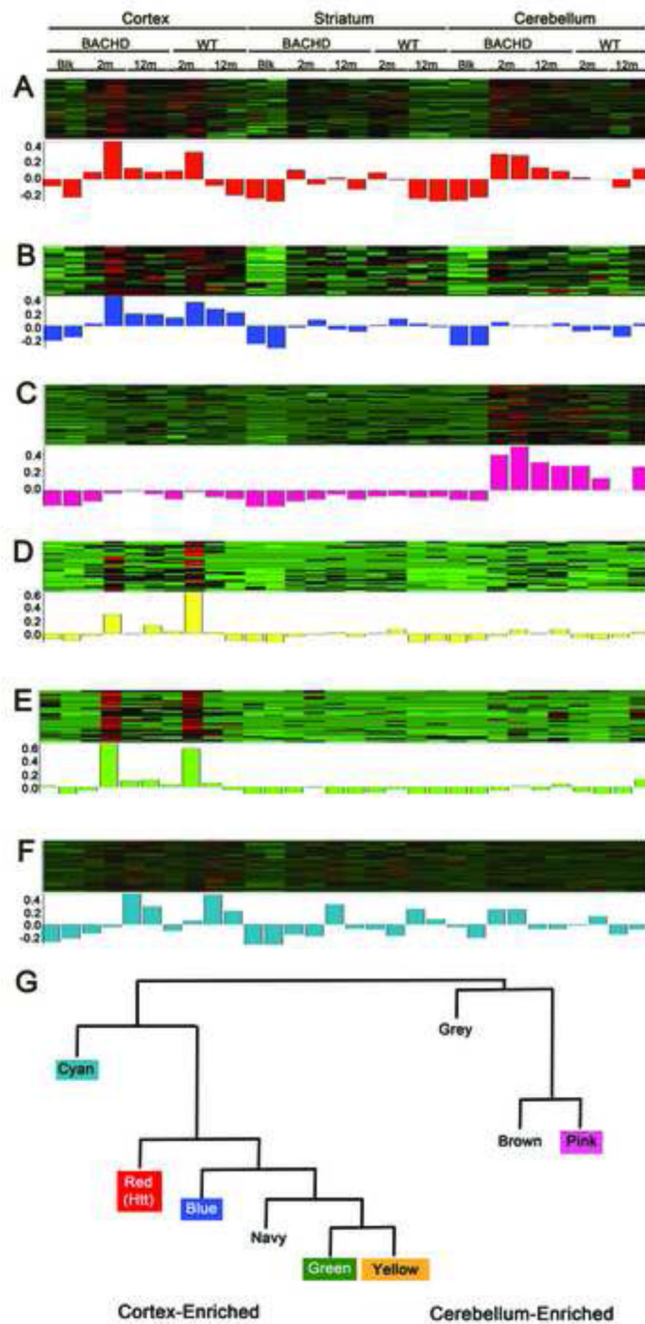 Cortex Striatum Cerebellum
BACHD WT BACHD WT BACHD WT
Blk 2m 12m 2m 12m Blk 2m 12m 2m 12m Blk 2m 12m 2m 12m
A
0.4
0.2
0.0
-0.2
B
0.4
0.2
0.0
-0.2
C
0.4
0.2
0.0
D
0.6
0.4
0.2
0.0
E
0.6
0.4
0.2
0.0
F
0.4
0.2
0.0
-0.2
G
Grey
Cyan
Brown Pink
Red
(Htt)
Blue
Navy
Green Yellow
Cortex-Enriched Cerebellum-Enriched